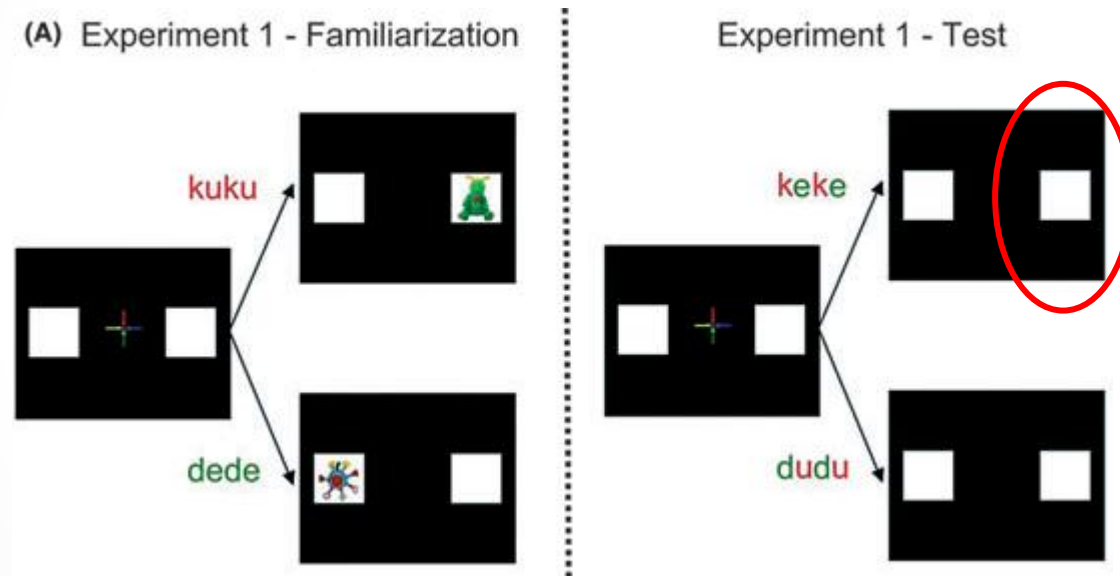 (A) Experiment 1 - Familiarization
kuku
dede
Experiment 1 - Test
keke
dudu